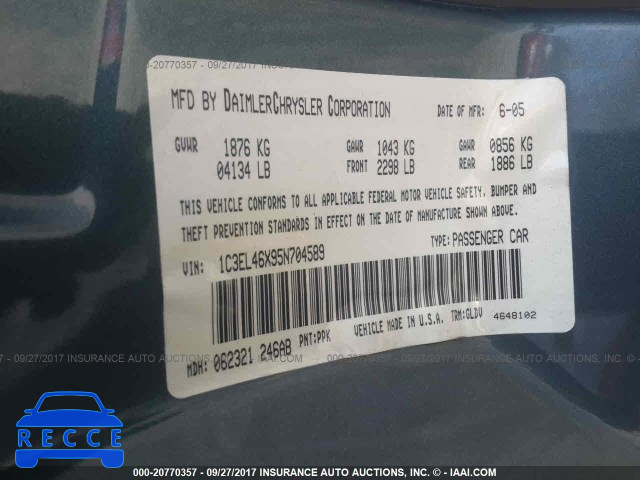 000-20770357 - 09/27/2017 INSURANCE AUTO AUC
MFD BY DAIMLERCHRYSLER CORPORATION DATE OF MFR: 6-05
GVWR 1876 KG GAWR 1043 KG GAWR 0856 KG
04134 LB FRONT 2298 LB REAR 1886 LB
THIS VEHICLE CONFORMS TO ALL APPLICABLE FEDERAL MOTOR VEHICLE SAFETY, BUMPER AND
THEFT PREVENTION STANDARDS IN EFFECT ON THE DATE OF MANUFACTURE SHOWN ABOVE.
VIN: 1C3EL46X95N704589 TYPE: PASSENGER CAR
MDH: 062321 246AB PNT: PPK VEHICLE MADE IN U.S.A. TRM: GLDV 4648102
RECCE
000-20770357 - 09/27/2017 INSURANCE AUTO AUCTIONS, INC. - © IAAI.COM